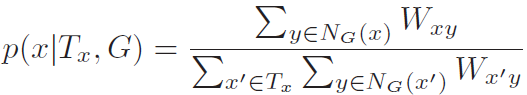 p(x|T_x, G) = \frac{\sum_{y \in N_G(x)} W_{xy}}{\sum_{x' \in T_x} \sum_{y \in N_G(x')} W_{x'y}}